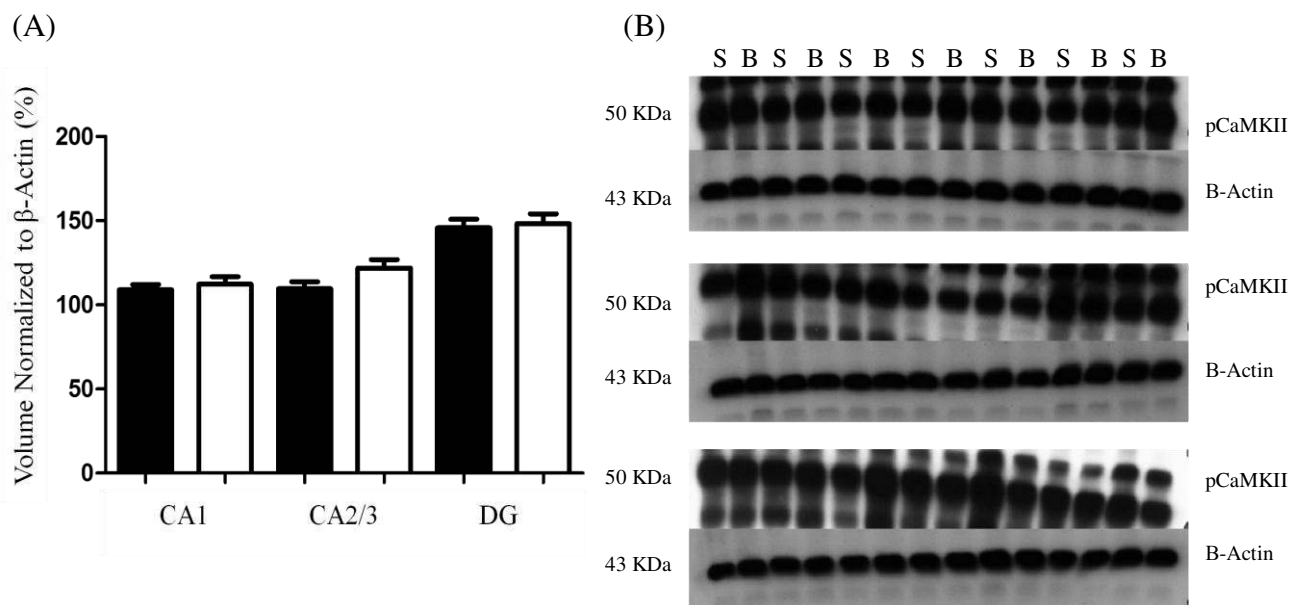 (A)
Volume Normalized to β-Actin (%)
200
150
100
50
0
CA1 CA2/3 DG
(B)
S B S B S B S B S B S B S B
50 KDa
pCaMKII
43 KDa
B-Actin
50 KDa
pCaMKII
43 KDa
B-Actin
50 KDa
pCaMKII
43 KDa
B-Actin